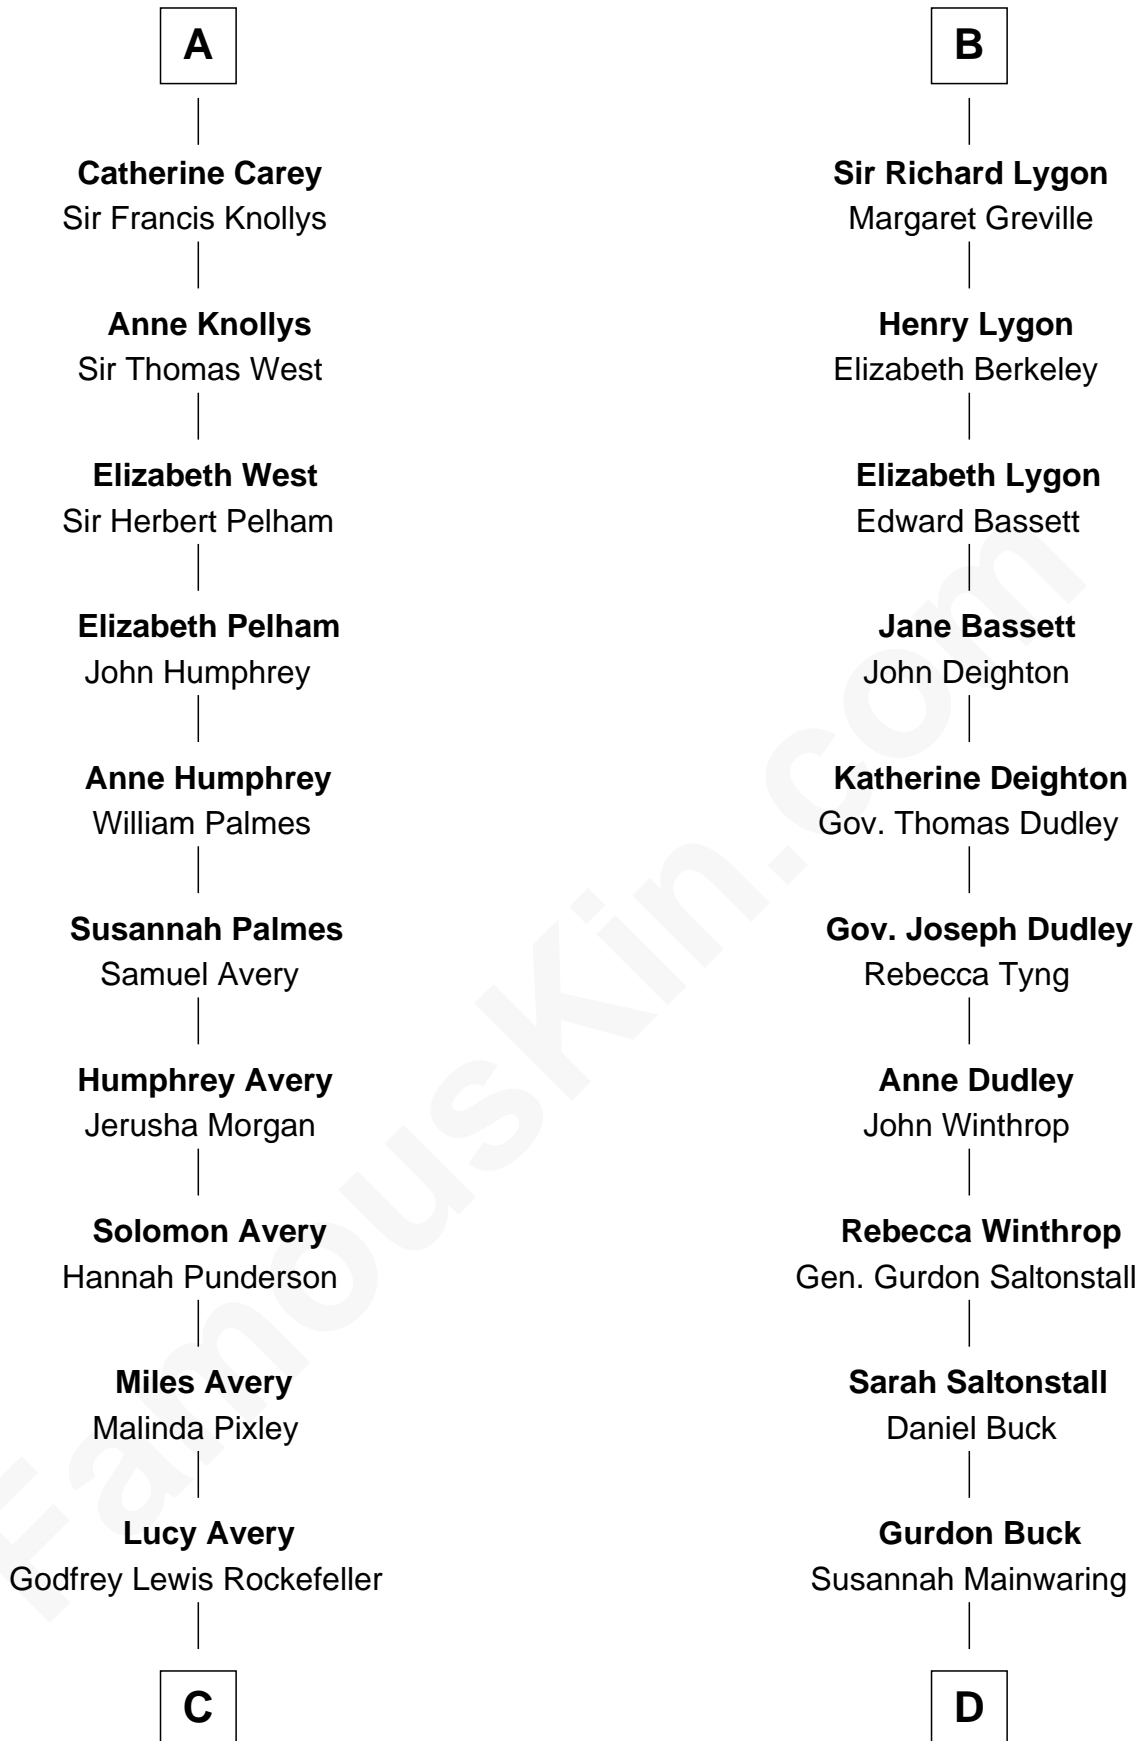 A
Catherine Carey
Sir Francis Knollys
Anne Knollys
Sir Thomas West
Elizabeth West
Sir Herbert Pelham
Elizabeth Pelham
John Humphrey
Anne Humphrey
William Palmes
Susannah Palmes
Samuel Avery
Humphrey Avery
Jerusha Morgan
Solomon Avery
Hannah Punderson
Miles Avery
Malinda Pixley
Lucy Avery
Godfrey Lewis Rockefeller
C
B
Sir Richard Lygon
Margaret Greville
Henry Lygon
Elizabeth Berkeley
Elizabeth Lygon
Edward Bassett
Jane Bassett
John Deighton
Katherine Deighton
Gov. Thomas Dudley
Gov. Joseph Dudley
Rebecca Tyng
Anne Dudley
John Winthrop
Rebecca Winthrop
Gen. Gurdon Saltonstall
Sarah Saltonstall
Daniel Buck
Gurdon Buck
Susannah Mainwaring
D
FamousKin.com